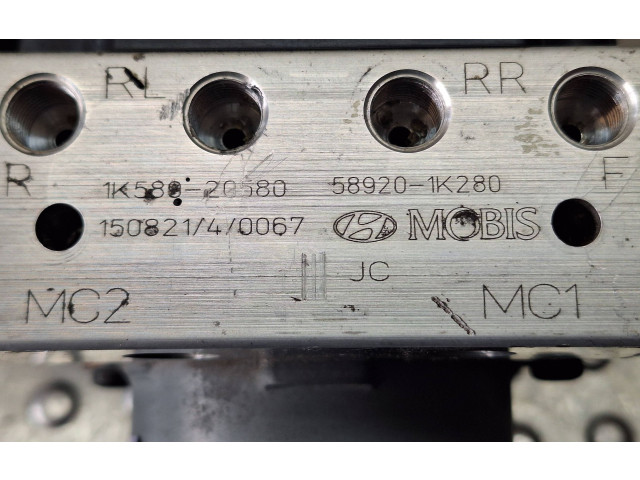 RL RR
R F
1K580-20580 58920-1K280
150821/4/0067 MOBIS
JC
MC2 MC1